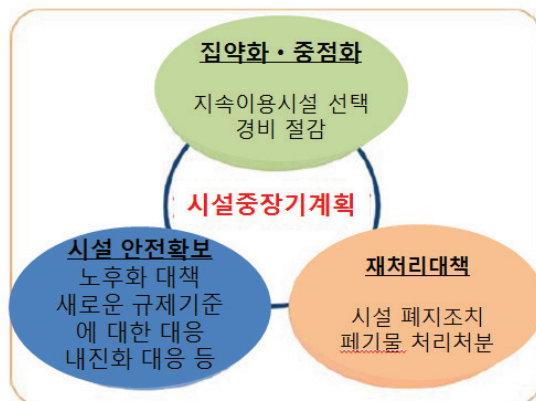 집약화・중점화
지속이용시설 선택
경비 절감
시설중장기계획
시설 안전확보
노후화 대책
새로운 규제기준
에 대한 대응
내진화 대응 등
재처리대책
시설 폐지조치
페기물 처리처분